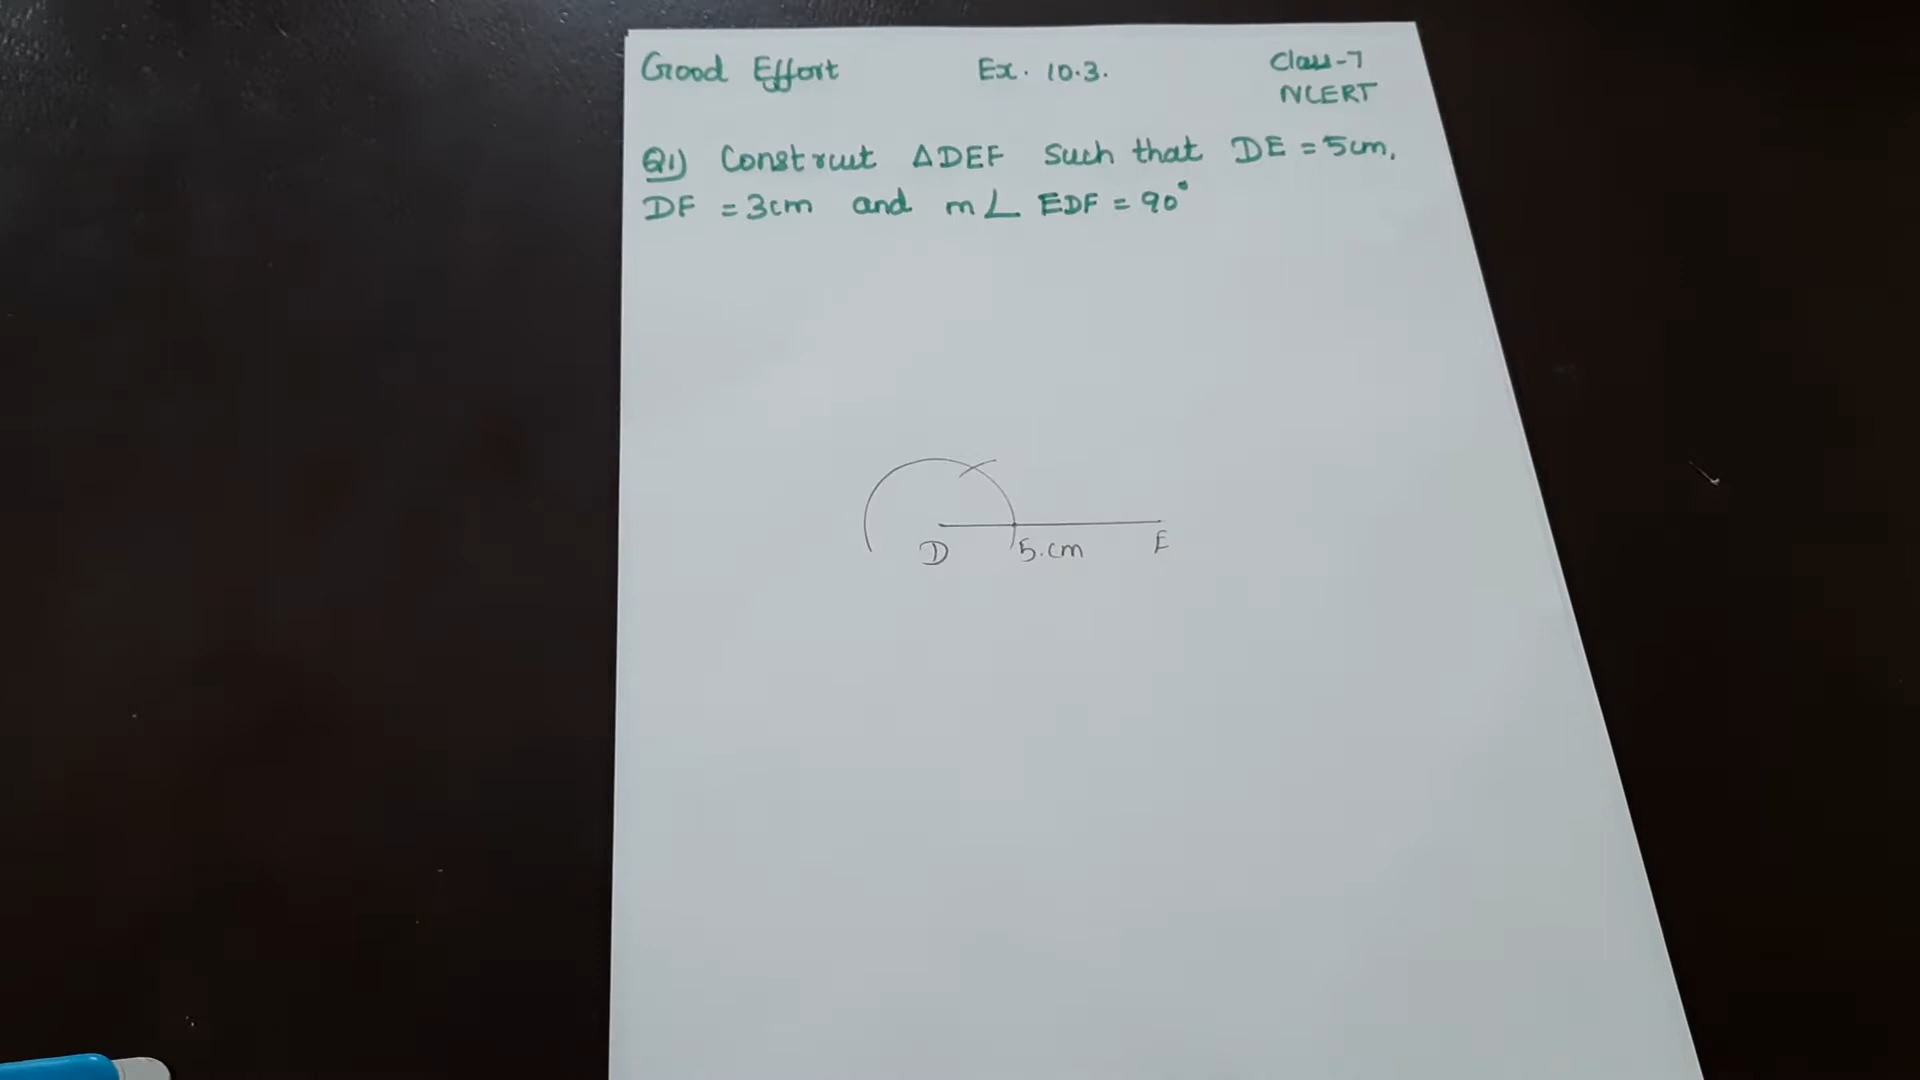 Good Effort Ex. 10.3. Class-7
NCERT
Q1) Construct ΔDEF such that DE = 5cm,
DF = 3cm and m∠ EDF = 90°
D 5.cm E